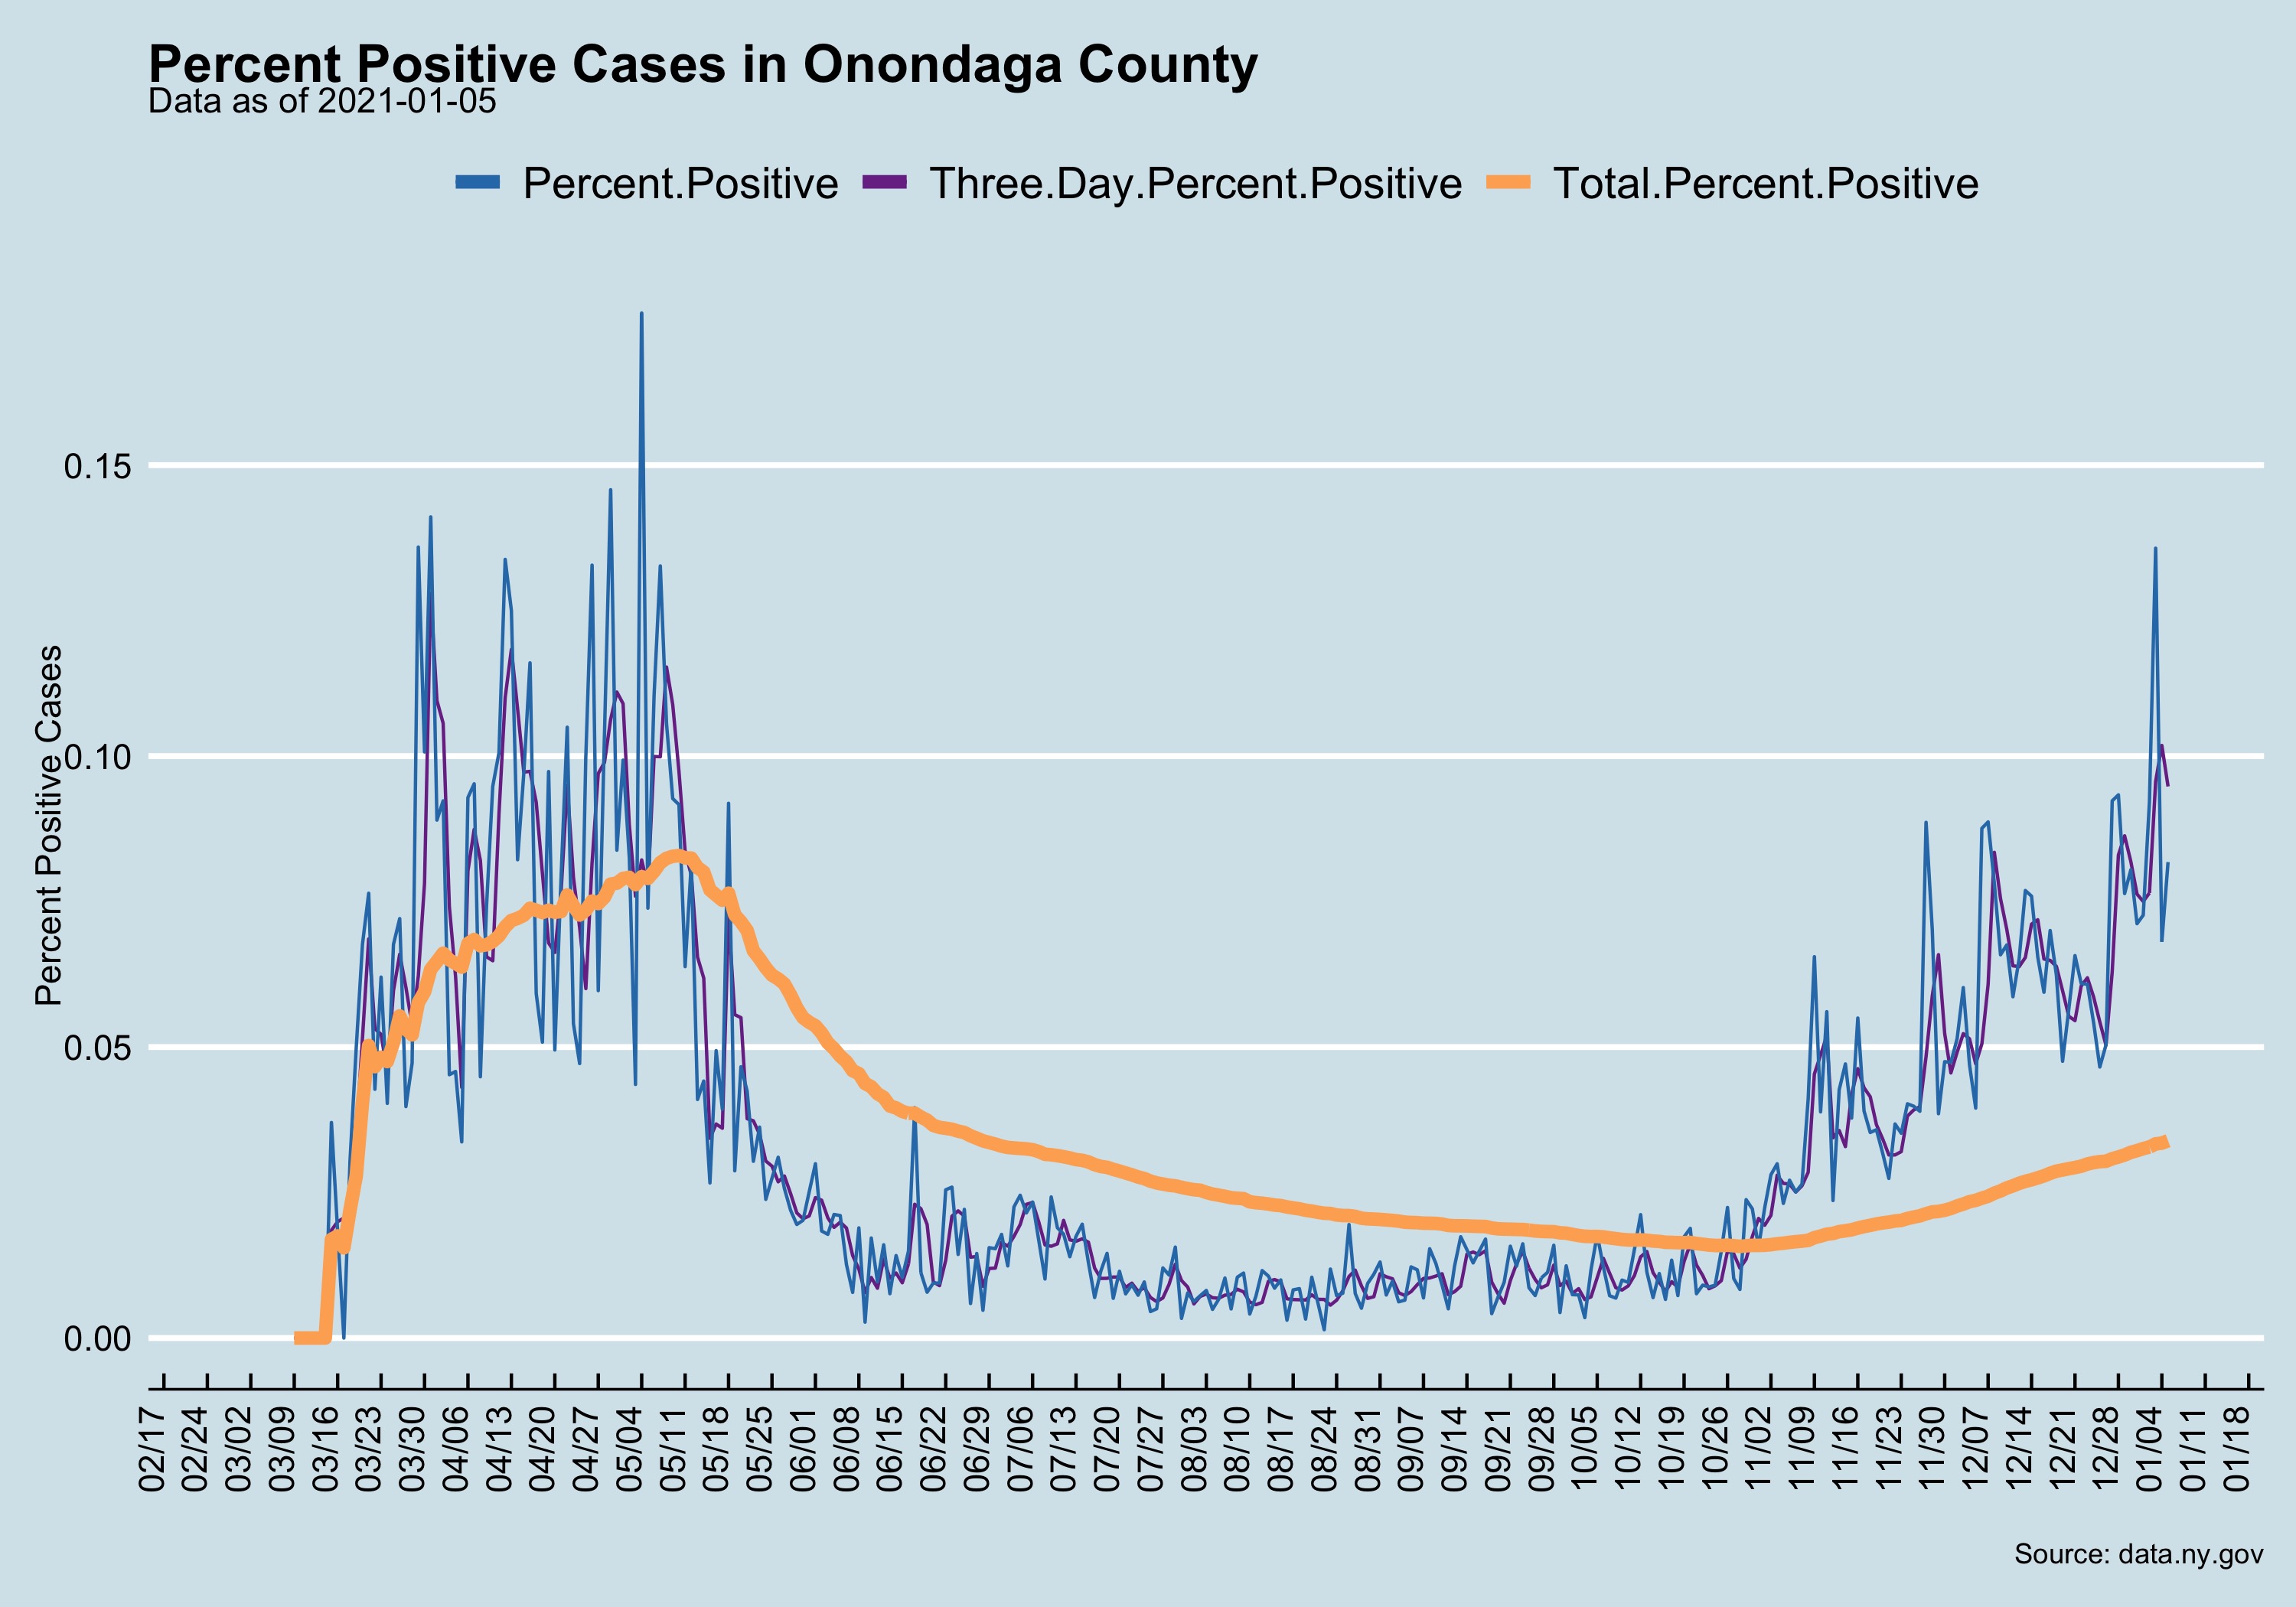 Percent Positive Cases in Onondaga County
Data as of 2021-01-05
Percent.Positive Three.Day.Percent.Positive Total.Percent.Positive
Percent Positive Cases
0.15
0.10
0.05
0.00
02/17 02/24 03/02 03/09 03/16 03/23 03/30 04/06 04/13 04/20 04/27 05/04 05/11 05/18 05/25 06/01 06/08 06/15 06/22 06/29 07/06 07/13 07/20 07/27 08/03 08/10 08/17 08/24 08/31 09/07 09/14 09/21 09/28 10/05 10/12 10/19 10/26 11/02 11/09 11/16 11/23 11/30 12/07 12/14 12/21 12/28 01/04 01/11 01/18
Source: data.ny.gov